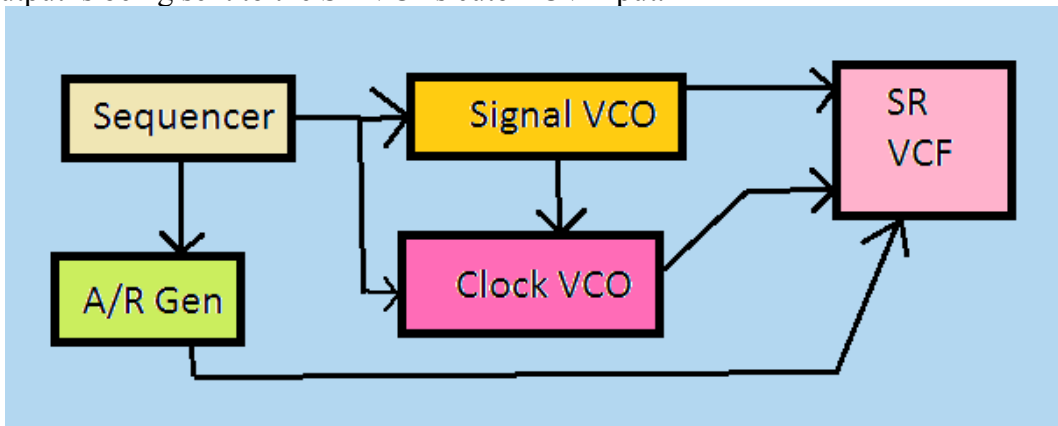 Sequencer
Signal VCO
SR
VCF
A/R Gen
Clock VCO